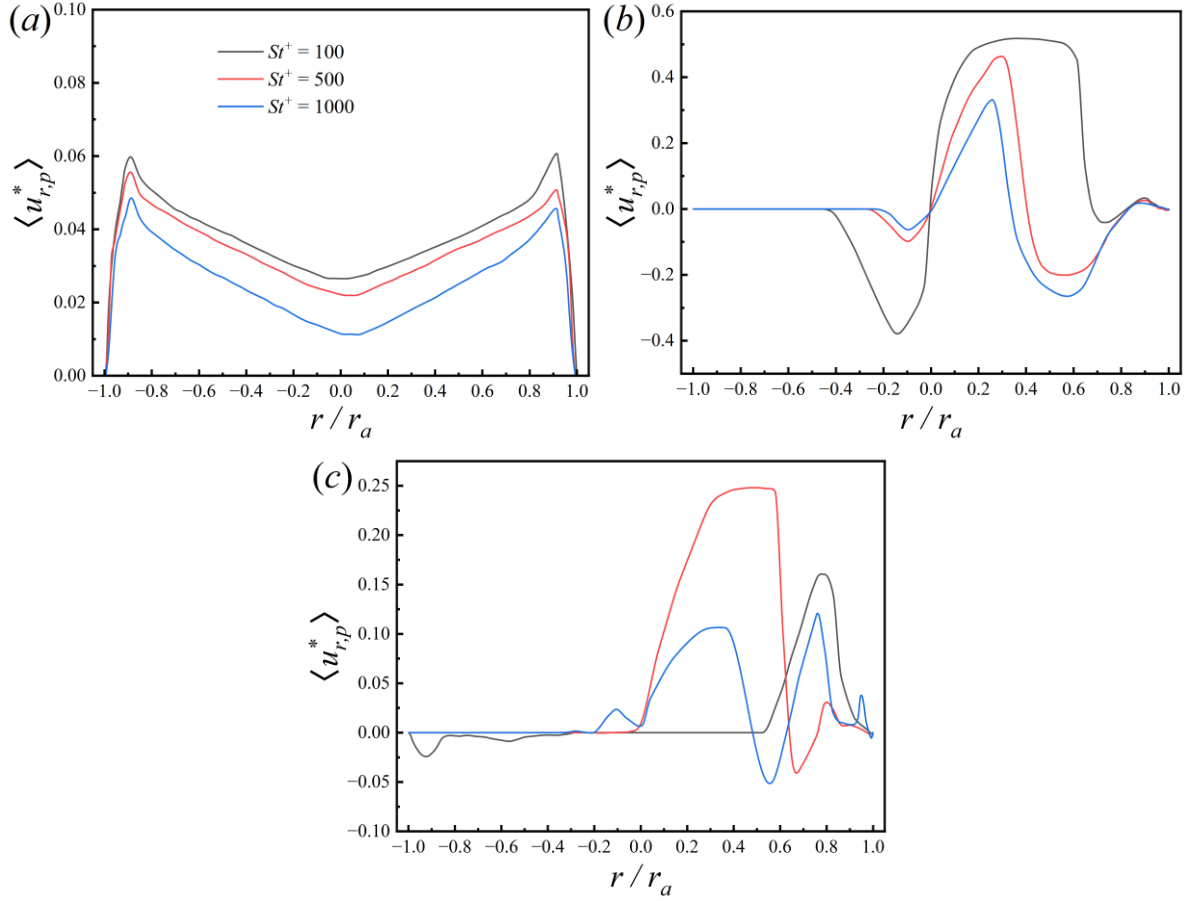 (a)
0.10
0.08
0.06
0.04
0.02
0.00
⟨u*r,p⟩
St+ = 100
St+ = 500
St+ = 1000
−1.0 −0.8 −0.6 −0.4 −0.2 0.0 0.2 0.4 0.6 0.8 1.0
r / ra
(b)
0.6
0.4
0.2
0.0
−0.2
−0.4
⟨u*r,p⟩
−1.0 −0.8 −0.6 −0.4 −0.2 0.0 0.2 0.4 0.6 0.8 1.0
r / ra
(c)
0.25
0.20
0.15
0.10
0.05
0.00
−0.05
−0.10
⟨u*r,p⟩
−1.0 −0.8 −0.6 −0.4 −0.2 0.0 0.2 0.4 0.6 0.8 1.0
r / ra